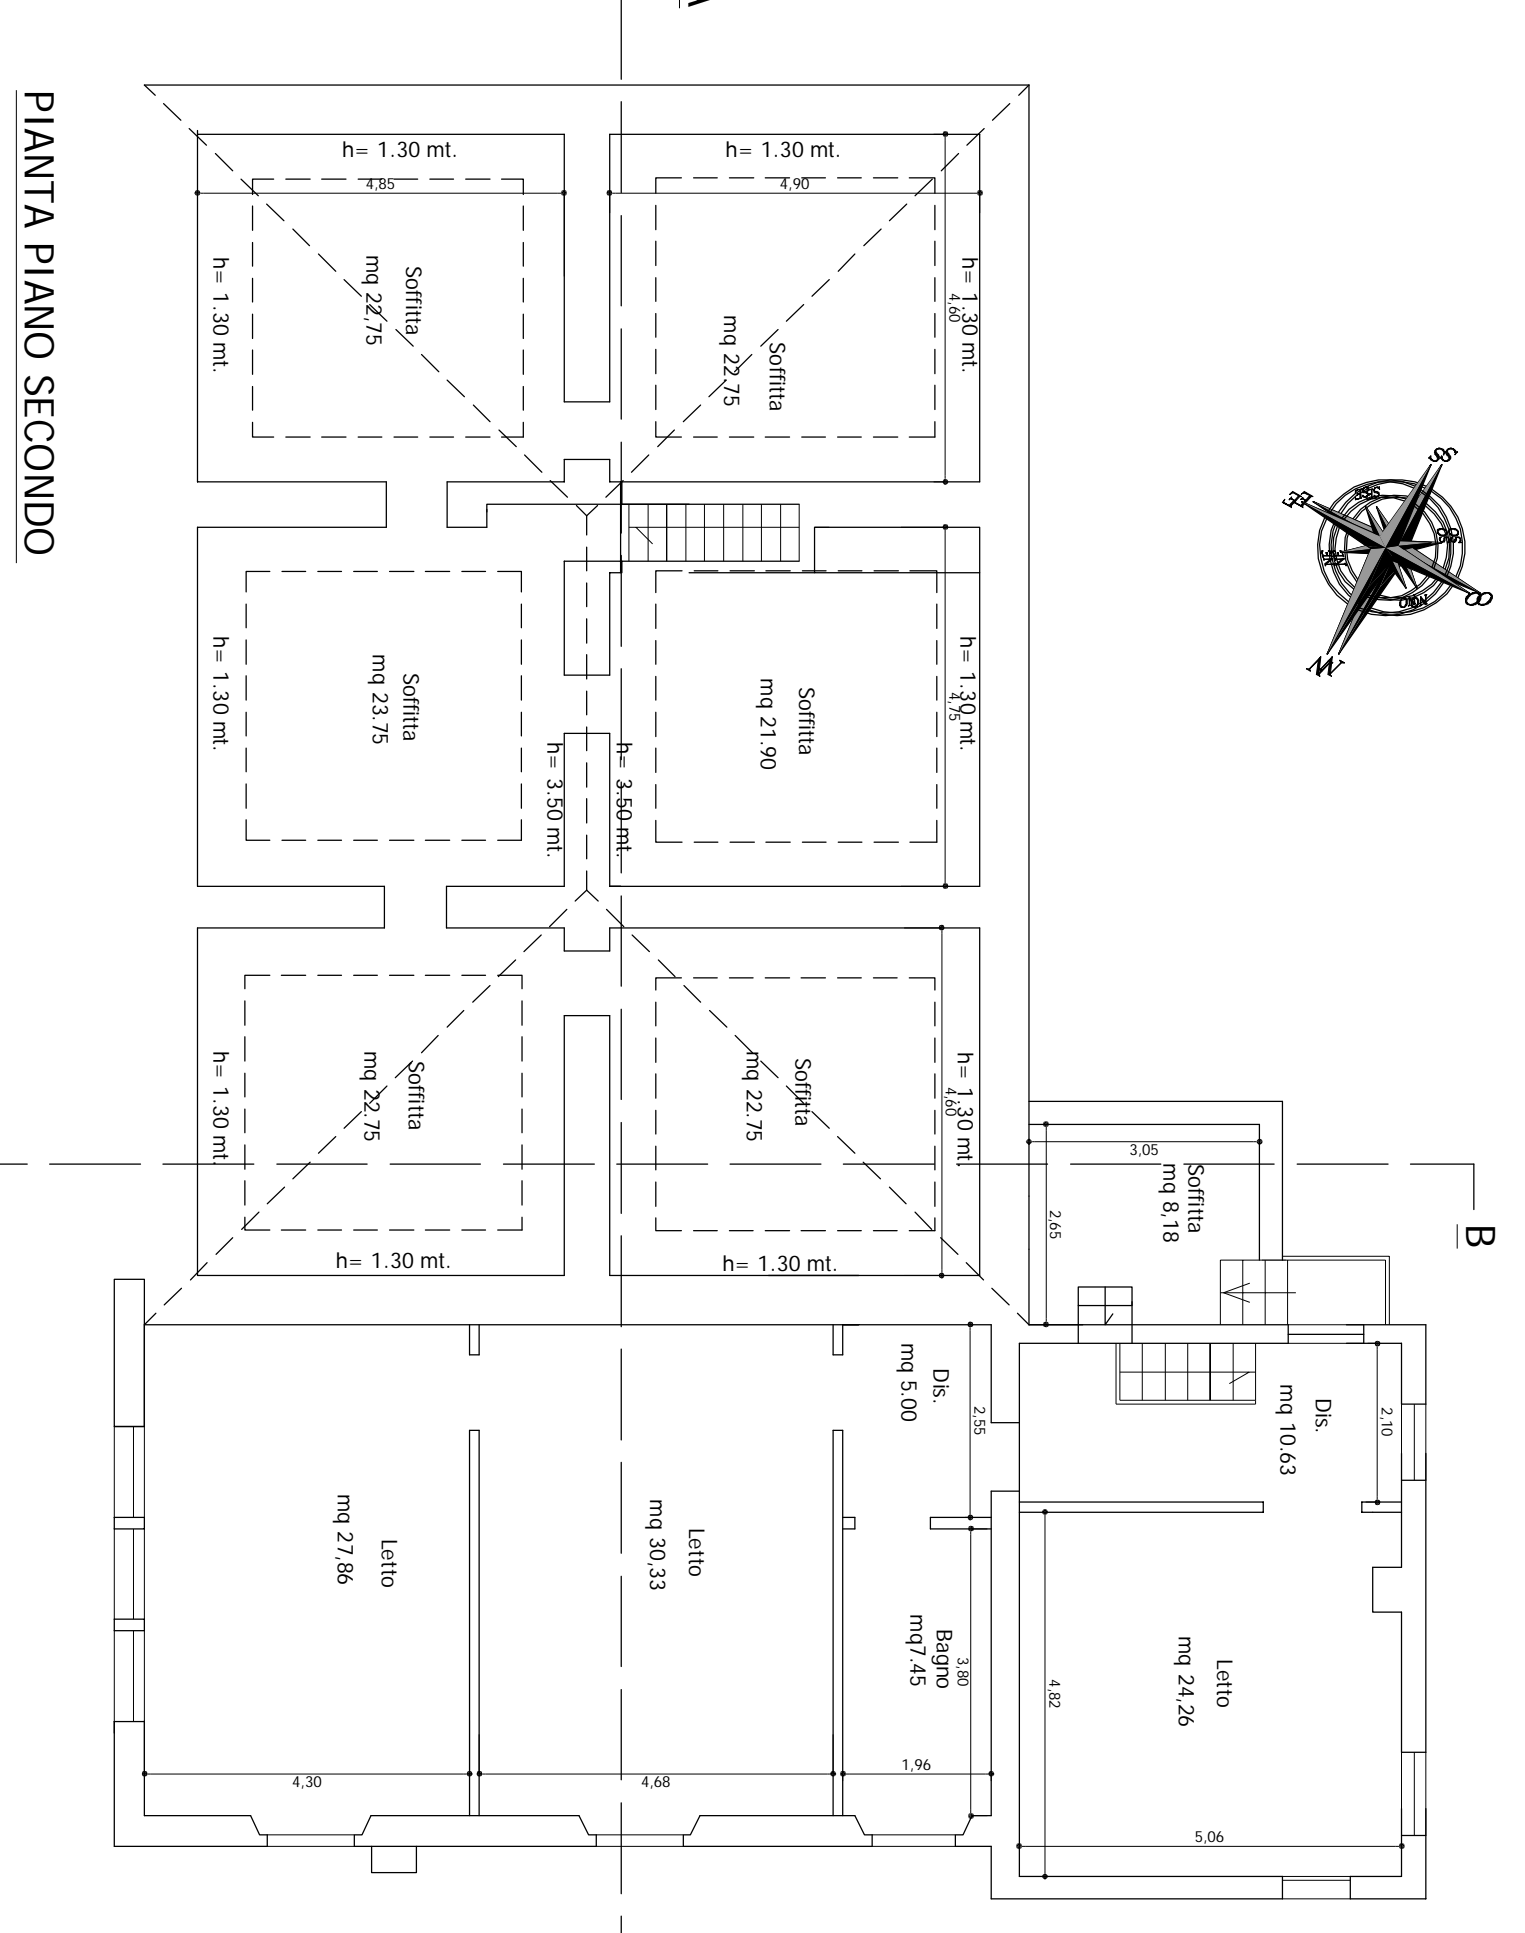 PIANTA PIANO SECONDO
h= 1.30 mt.
h= 1.30 mt.
4,85
4,90
h= 1.30 mt.
Soffitta
mq 22,75
Soffitta
mq 22.75
h= 1.30 mt.
4,60
h= 1.30 mt.
Soffitta
mq 23.75
h= 3.50 mt.
h= 3.50 mt.
Soffitta
mq 21.90
h= 1.30 mt.
4,75
h= 1.30 mt.
Soffitta
mq 22.75
Soffitta
mq 22.75
h= 1.30 mt.
4,60
h= 1.30 mt.
h= 1.30 mt.
3,05
2,65
Soffitta
mq 8,18
B
Dis.
mq 5.00
2,55
Dis.
mq 10.63
2,10
Letto
mq 27,86
Letto
mq 30,33
Bagno
mq7.45
3,80
Letto
mq 24,26
4,82
4,30
4,68
1,96
5,06
SS
EE
OO
NN